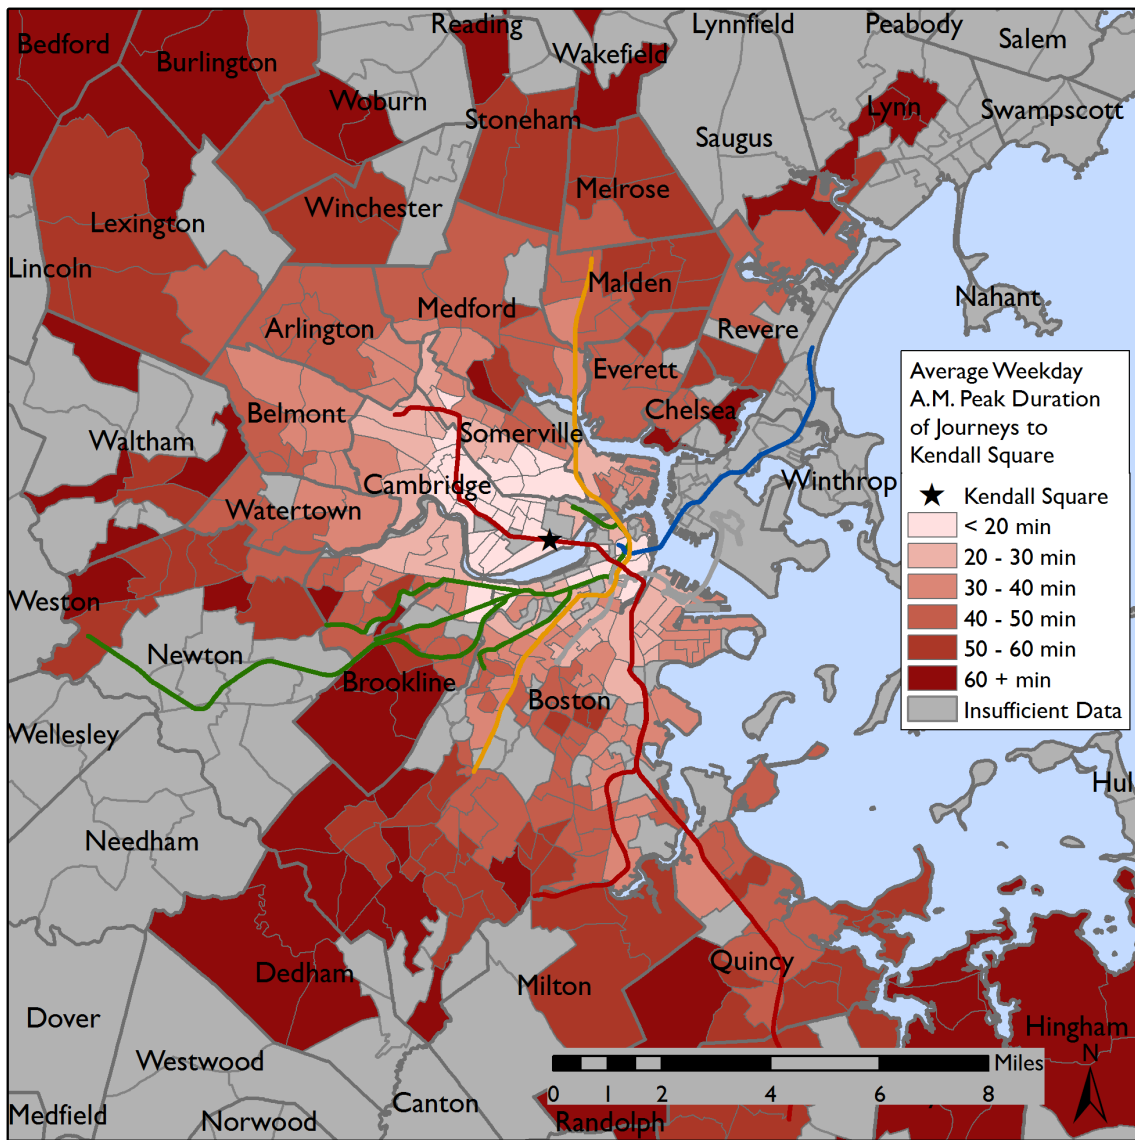 Reading
Lynnfield
Peabody
Salem
Bedford
Burlington
Wakefield
Woburn
Stoneham
Lynn
Swampscott
Saugus
Melrose
Winchester
Lexington
Lincoln
Malden
Nahant
Medford
Arlington
Revere
Everett
Belmont
Chelsea
Somerville
Waltham
Cambridge
Winthrop
Watertown
Average Weekday
A.M. Peak Duration
of Journeys to
Kendall Square
Kendall Square
< 20 min
20 - 30 min
30 - 40 min
40 - 50 min
50 - 60 min
60 + min
Insufficient Data
Weston
Newton
Brookline
Boston
Wellesley
Hul
Needham
Dedham
Quincy
Milton
Dover
Hingham
Westwood
N
Miles
0 1 2 4 6 8
Medfield
Norwood
Canton
Randolph